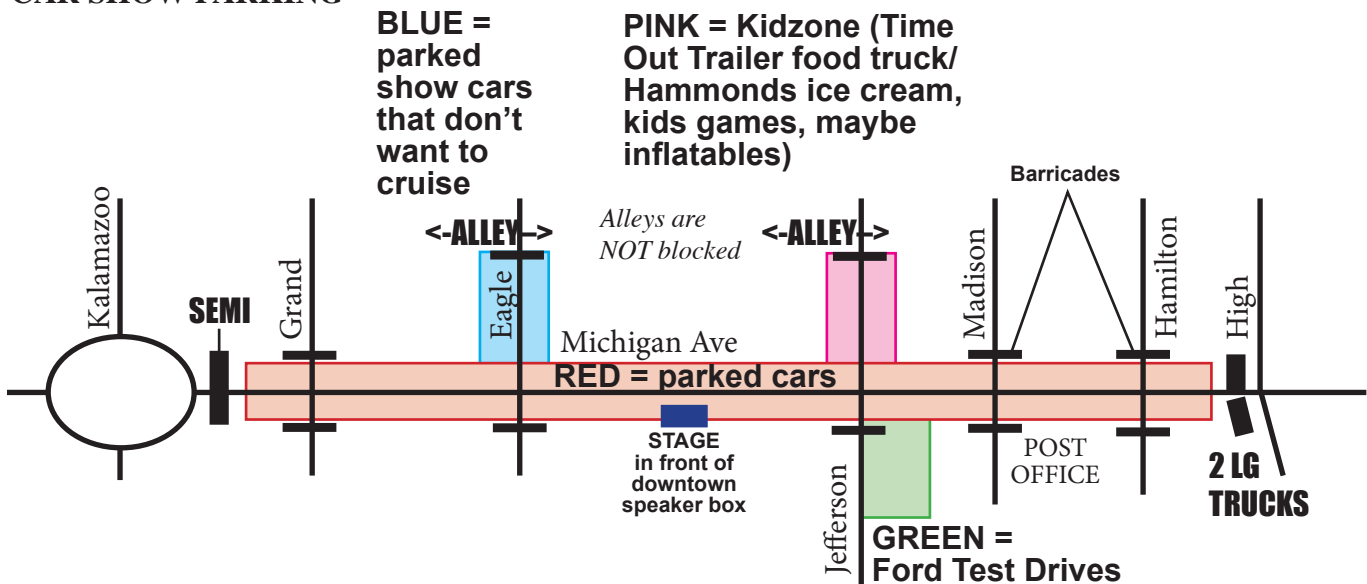 CAR SHOW PARKING
BLUE =
parked
show cars
that don't
want to
cruise
PINK = Kidzone (Time
Out Trailer food truck/
Hammonds ice cream,
kids games, maybe
inflatables)
Barricades
<-ALLEY->
Alleys are
NOT blocked
<-ALLEY->
Kalamazoo
SEMI
Grand
Eagle
Michigan Ave
Madison
Hamilton
High
RED = parked cars
STAGE
in front of
downtown
speaker box
Jefferson
POST
OFFICE
2 LG
TRUCKS
GREEN =
Ford Test Drives